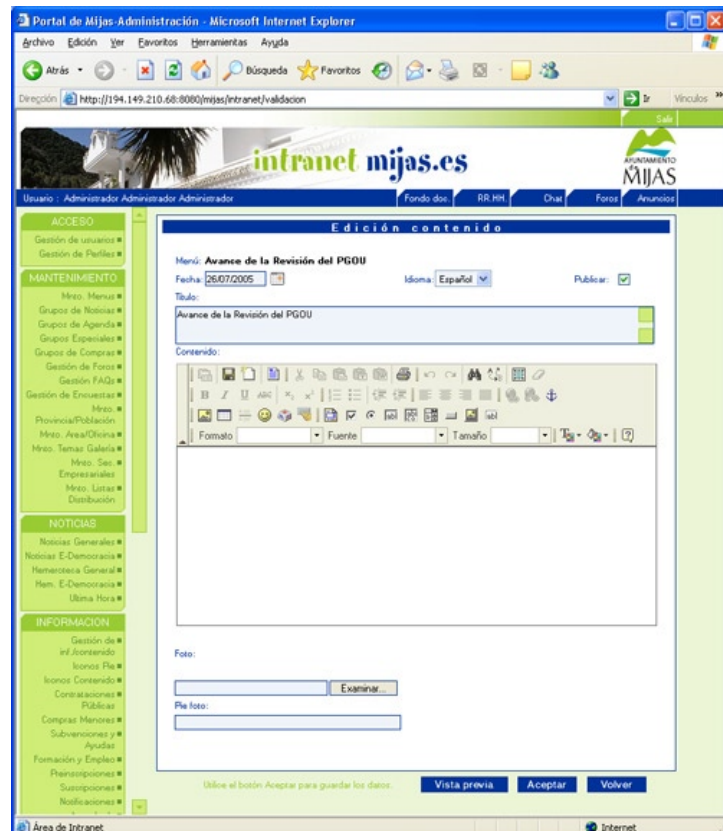 Portal de Mijas-Administración - Microsoft Internet Explorer
Archivo Edición Ver Favoritos Herramientas Ayuda
Atrás Búsqueda Favoritos
Dirección http://194.149.210.68:8080/mijas/intranet/validacion Ir Vínculos »
Salir
intranet mijas.es
AYUNTAMIENTO
de
MIJAS
Usuario : Administrador Administrador Administrador Fondo doc. RR.HH. Chat Foros Anuncios
ACCESO
Gestión de usuarios
Gestión de Perfiles
MANTENIMIENTO
Mnto. Menus
Grupos de Noticias
Grupos de Agenda
Grupos Especiales
Grupos de Compras
Gestión de Foros
Gestión FAQs
Gestión de Encuestas
Mnto.
Provincia/Población
Mnto. Area/Oficina
Mnto. Temas Galería
Mnto. Sec.
Empresariales
Mnto. Listas
Distribución
NOTICIAS
Noticias Generales
Noticias E-Democracia
Hemeroteca General
Hem. E-Democracia
Ultima Hora
INFORMACION
Gestión de
inf./contenido
Iconos Pie
Iconos Contenido
Contrataciones
Públicas
Compras Menores
Subvenciones y
Ayudas
Formación y Empleo
Preinscripciones
Suscripciones
Notificaciones
Edición contenido
Menú: Avance de la Revisión del PGOU
Fecha: 26/07/2005 Idioma: Español Publicar:
Título:
Avance de la Revisión del PGOU
Contenido:
B I U ABC x₂ x²
Formato Fuente Tamaño
Foto:
Examinar...
Pie foto:
Utilice el botón Aceptar para guardar los datos. Vista previa Aceptar Volver
Área de Intranet Internet